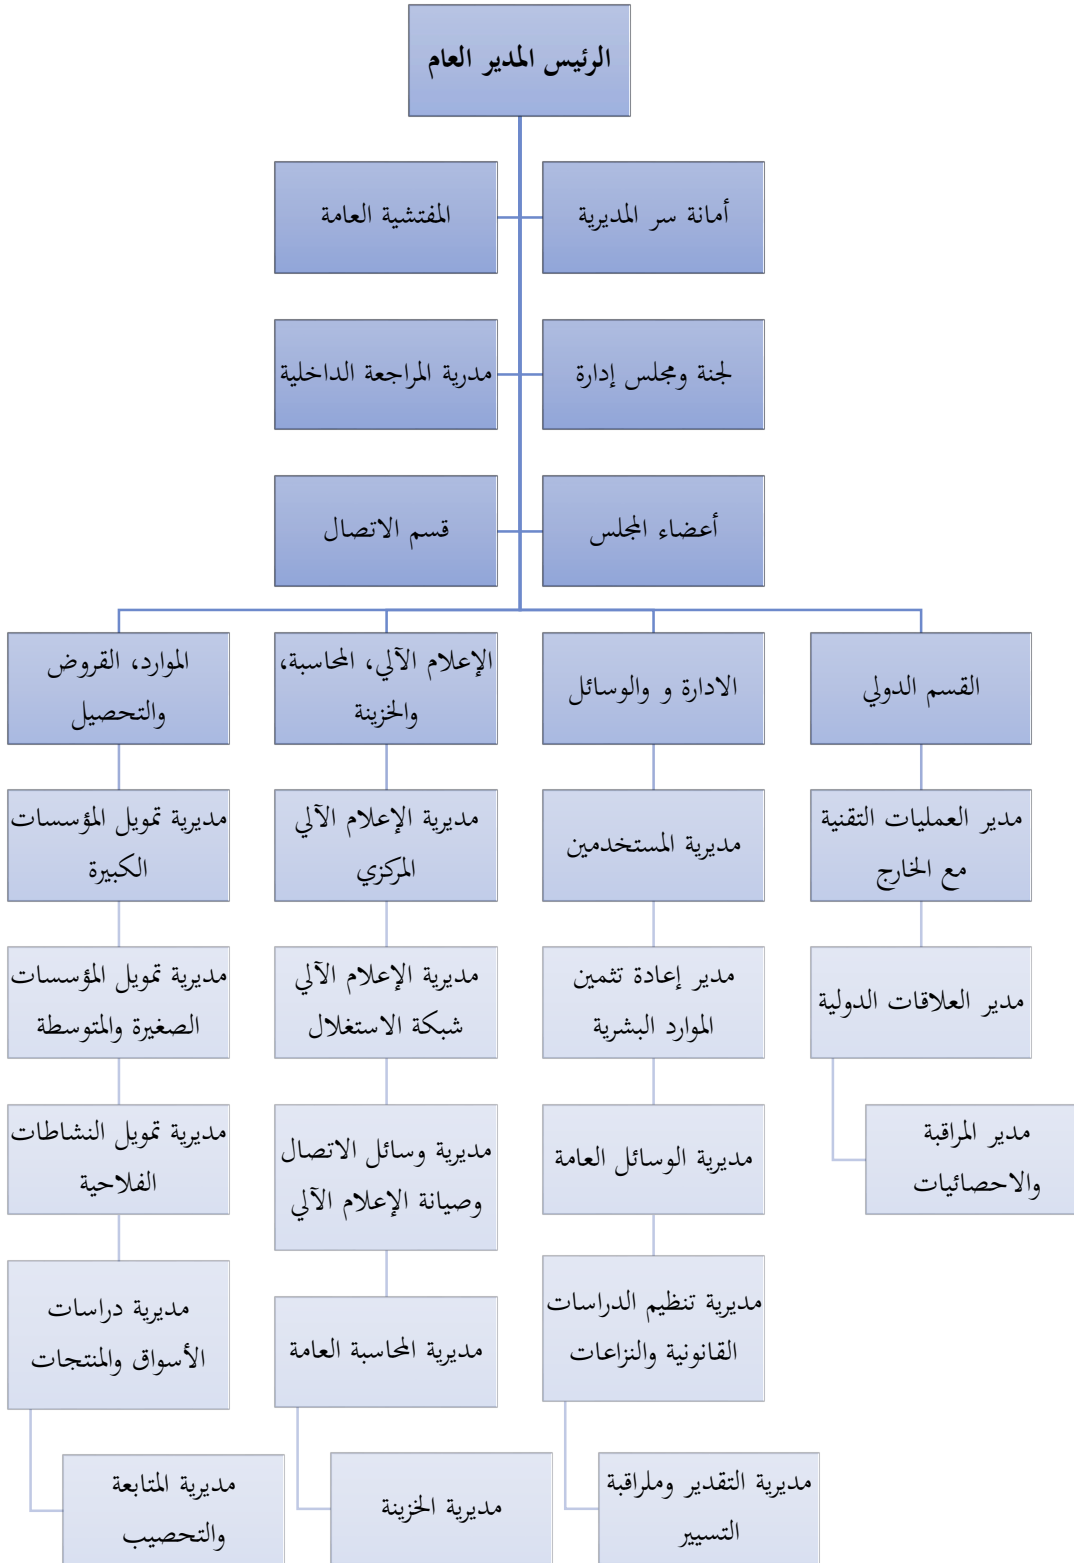 الرئيس المدير العام
أمانة سر المديرية
المفتشية العامة
لجنة ومجلس إدارة
مدرية المراجعة الداخلية
أعضاء المجلس
قسم الاتصال
القسم الدولي
الادارة و والوسائل
الإعلام الآلي، المحاسبة،
والخزينة
الموارد، القروض
والتحصيل
مدير العمليات التقنية
مع الخارج
مديرية المستخدمين
مديرية الإعلام الآلي
المركزي
مديرية تمويل المؤسسات
الكبيرة
مدير العلاقات الدولية
مدير إعادة تثمين
الموارد البشرية
مديرية الإعلام الآلي
شبكة الاستغلال
مديرية تمويل المؤسسات
الصغيرة والمتوسطة
مدير المراقبة
والاحصائيات
مديرية الوسائل العامة
مديرية وسائل الاتصال
وصيانة الإعلام الآلي
مديرية تمويل النشاطات
الفلاحية
مديرية تنظيم الدراسات
القانونية والنزاعات
مديرية المحاسبة العامة
مديرية دراسات
الأسواق والمنتجات
مديرية التقدير وملراقبة
التسيير
مديرية الخزينة
مديرية المتابعة
والتحصيب